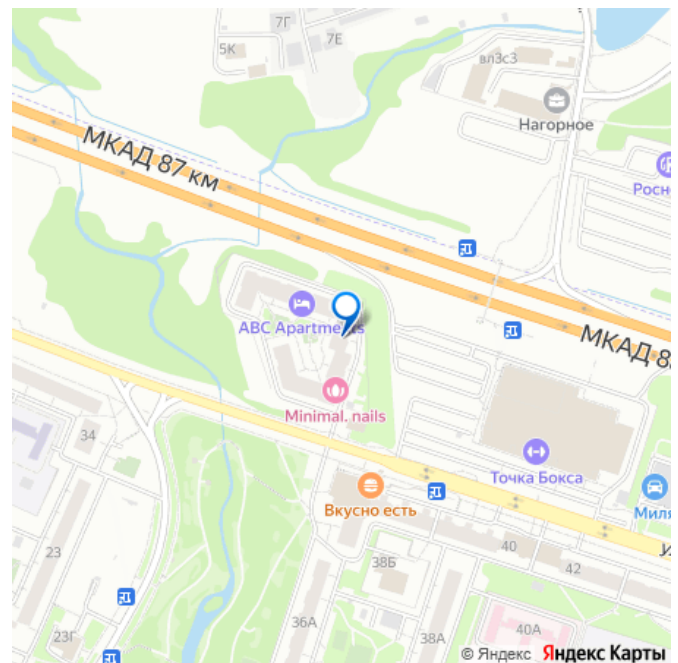 7Г
7Е
5К
вл3с3
Нагорное
МКАД 87 км
Росн
ABC Apartments
МКАД 8
Minimal. nails
34
Точка Бокса
Вкусно есть
Миля
23
40
42
38Б
36А
38А
40А
23Г
© Яндекс Яндекс Карты